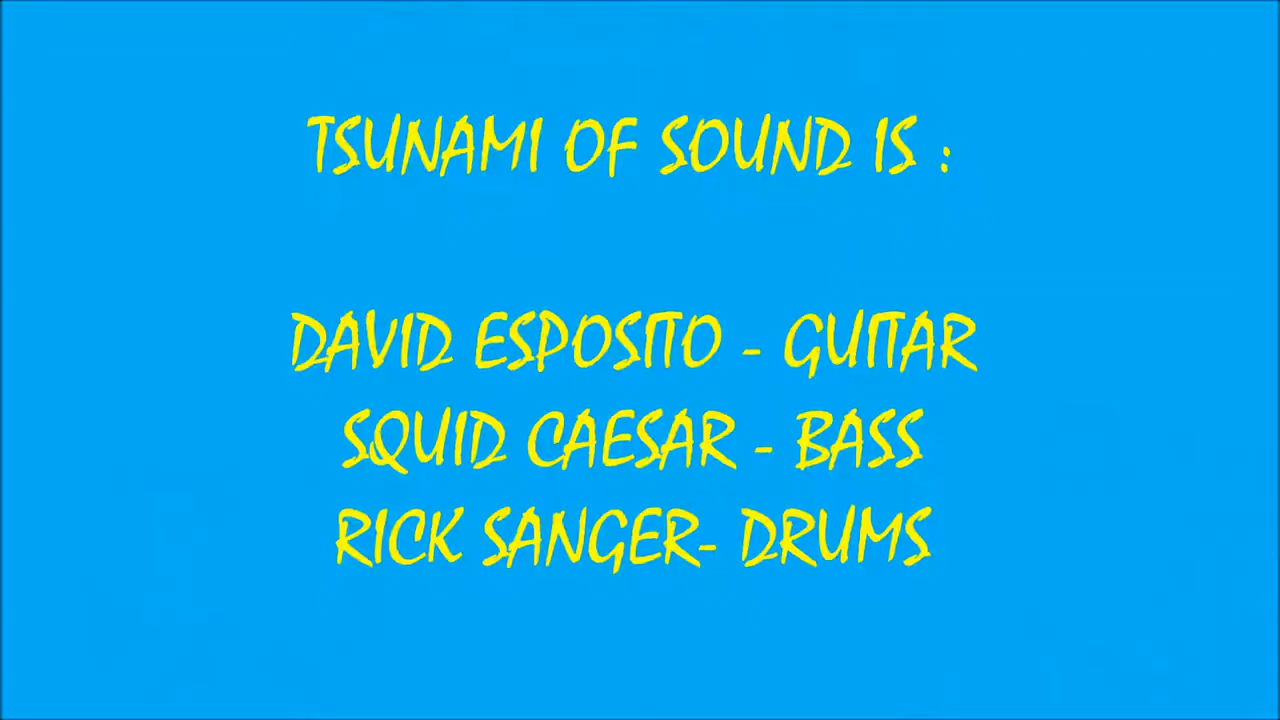 TSUNAMI OF SOUND IS :
DAVID ESPOSITO - GUITAR
SQUID CAESAR - BASS
RICK SANGER- DRUMS